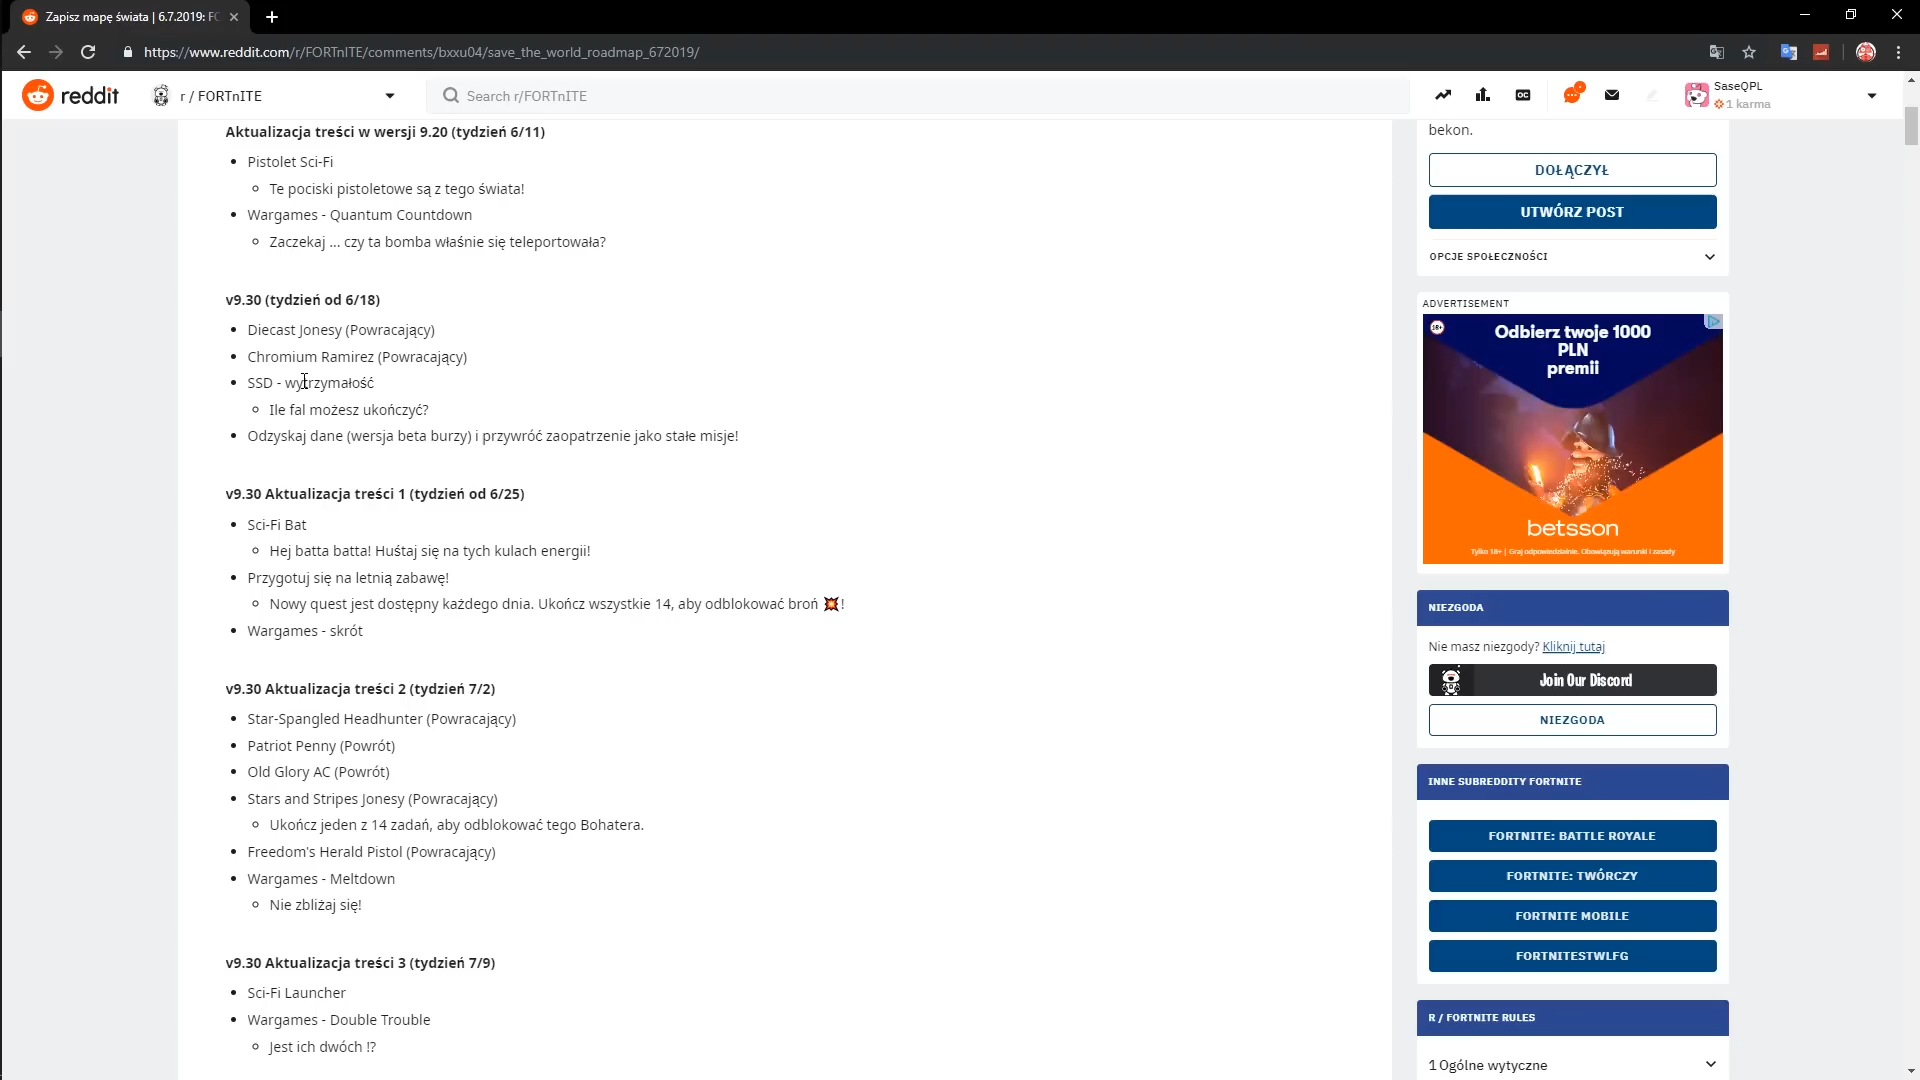 Zapisz mapę świata | 6.7.2019: FO
https://www.reddit.com/r/FORTnITE/comments/bxxu04/save_the_world_roadmap_672019/
reddit
r / FORTnITE
Search r/FORTnITE
OC
SaseQPL
1 karma
Aktualizacja treści w wersji 9.20 (tydzień 6/11)
Pistolet Sci-Fi
Te pociski pistoletowe są z tego świata!
Wargames - Quantum Countdown
Zaczekaj ... czy ta bomba właśnie się teleportowała?
v9.30 (tydzień od 6/18)
Diecast Jonesy (Powracający)
Chromium Ramirez (Powracający)
SSD - wytrzymałość
Ile fal możesz ukończyć?
Odzyskaj dane (wersja beta burzy) i przywróć zaopatrzenie jako stałe misje!
v9.30 Aktualizacja treści 1 (tydzień od 6/25)
Sci-Fi Bat
Hej batta batta! Huśtaj się na tych kulach energii!
Przygotuj się na letnią zabawę!
Nowy quest jest dostępny każdego dnia. Ukończ wszystkie 14, aby odblokować broń 💥!
Wargames - skrót
v9.30 Aktualizacja treści 2 (tydzień 7/2)
Star-Spangled Headhunter (Powracający)
Patriot Penny (Powrót)
Old Glory AC (Powrót)
Stars and Stripes Jonesy (Powracający)
Ukończ jeden z 14 zadań, aby odblokować tego Bohatera.
Freedom's Herald Pistol (Powracający)
Wargames - Meltdown
Nie zbliżaj się!
v9.30 Aktualizacja treści 3 (tydzień 7/9)
Sci-Fi Launcher
Wargames - Double Trouble
Jest ich dwóch !?
bekon.
DOŁĄCZYŁ
UTWÓRZ POST
OPCJE SPOŁECZNOŚCI
ADVERTISEMENT
18+
Odbierz twoje 1000
PLN
premii
betsson
Tylko 18+ | Graj odpowiedzialnie. Obowiązują warunki i zasady
NIEZGODA
Nie masz niezgody? Kliknij tutaj
Join Our Discord
NIEZGODA
INNE SUBREDDITY FORTNITE
FORTNITE: BATTLE ROYALE
FORTNITE: TWÓRCZY
FORTNITE MOBILE
FORTNITESTWLFG
R / FORTNITE RULES
1 Ogólne wytyczne